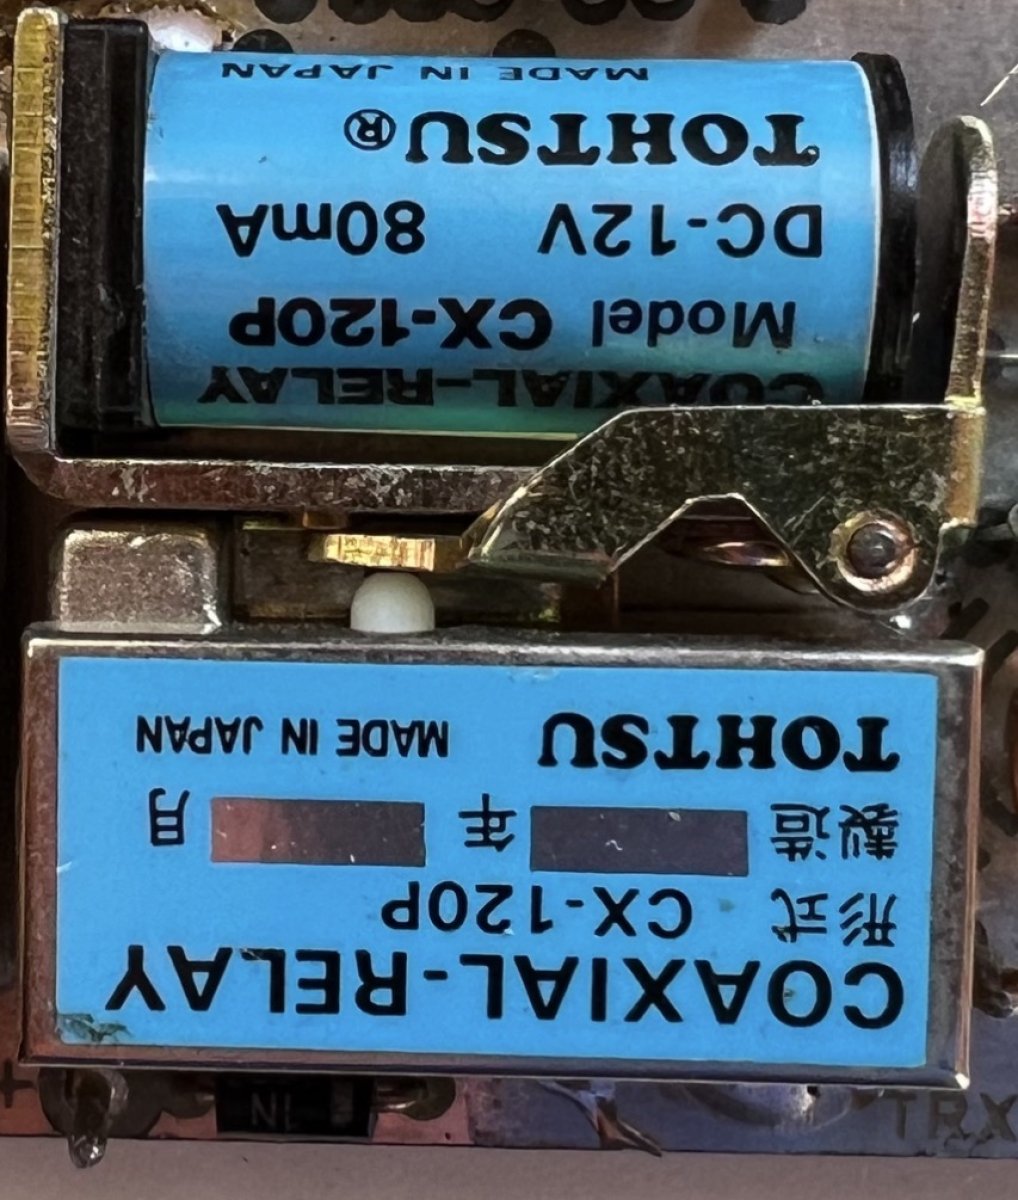 COAXIAL-RELAY
形式 CX-120P
製造 年 月
TOHTSU MADE IN JAPAN
COAXIAL-RELAY
Model CX-120P
DC-12V 80mA
TOHTSU®
MADE IN JAPAN
1N
TRX